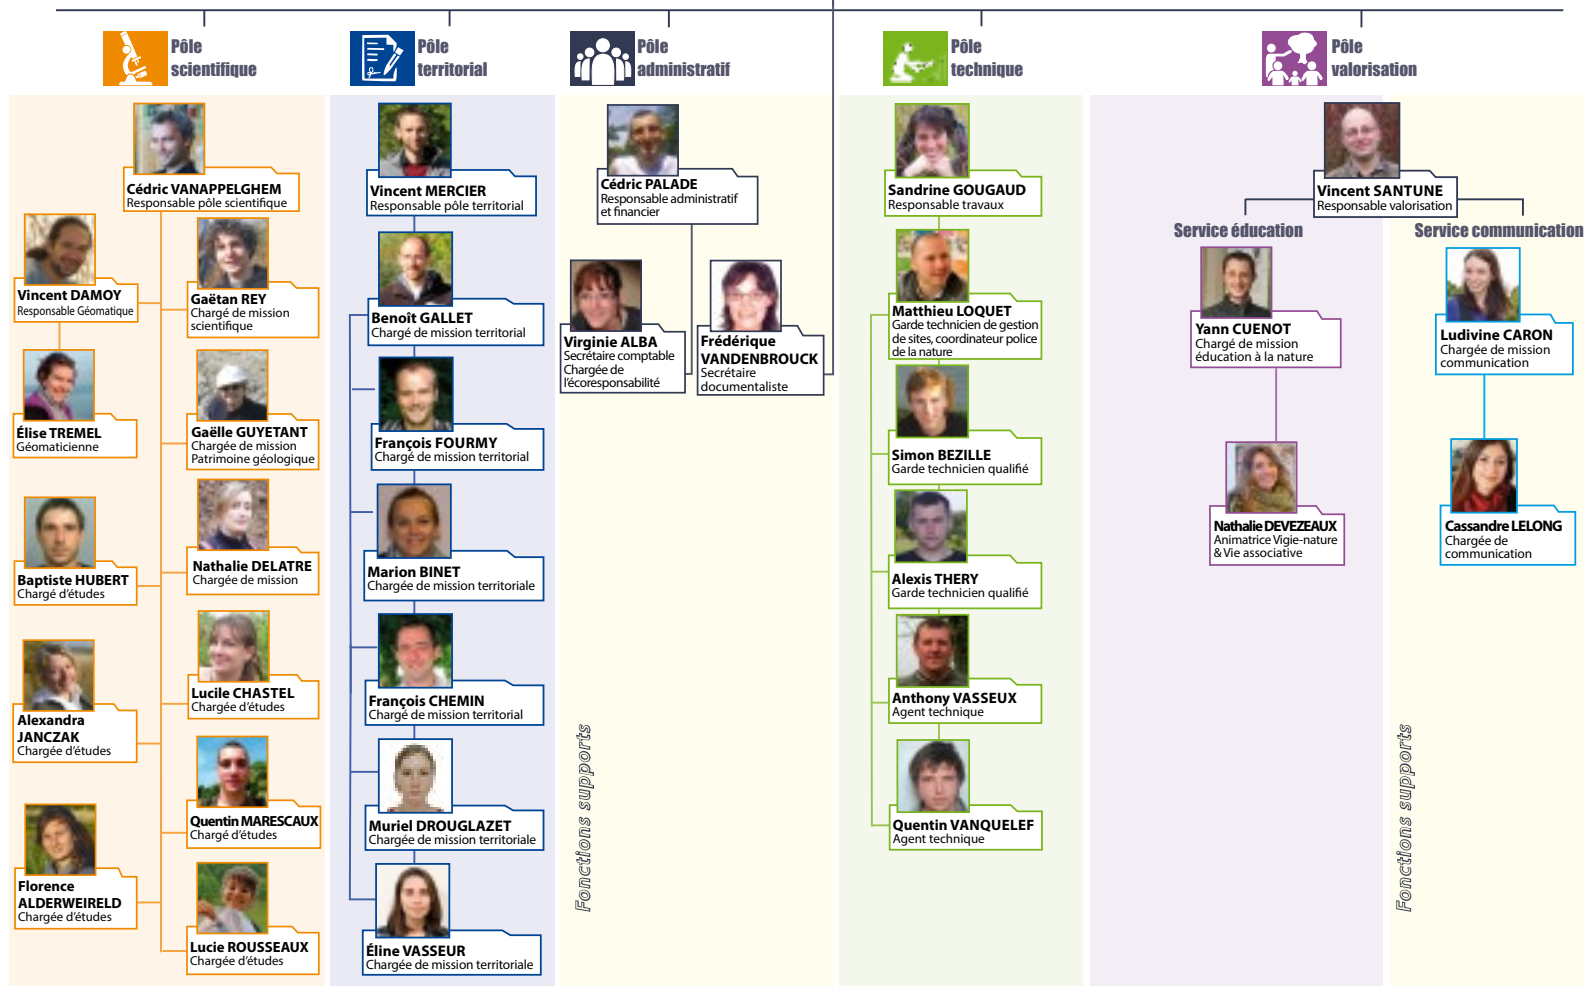 Pôle
scientifique
Pôle
territorial
Pôle
administratif
Pôle
technique
Pôle
valorisation
Cédric VANAPPELGHEM
Responsable pôle scientifique
Vincent DAMOY
Responsable Géomatique
Gaëtan REY
Chargé de mission
scientifique
Élise TREMEL
Géomaticienne
Gaëlle GUYETANT
Chargée de mission
Patrimoine géologique
Baptiste HUBERT
Chargé d'études
Nathalie DELATRE
Chargée de mission
Alexandra
JANCZAK
Chargée d'études
Lucile CHASTEL
Chargée d'études
Quentin MARESCAUX
Chargé d'études
Florence
ALDERWEIRELD
Chargée d'études
Lucie ROUSSEAUX
Chargée d'études
Vincent MERCIER
Responsable pôle territorial
Benoît GALLET
Chargé de mission territorial
François FOURMY
Chargé de mission territorial
Marion BINET
Chargée de mission territoriale
François CHEMIN
Chargé de mission territorial
Muriel DROUGLAZET
Chargée de mission territoriale
Éline VASSEUR
Chargée de mission territoriale
Cédric PALADE
Responsable administratif
et financier
Virginie ALBA
Secrétaire comptable
Chargée de
l'écoresponsabilité
Frédérique
VANDENBROUCK
Secrétaire
documentaliste
Fonctions supports
Sandrine GOUGAUD
Responsable travaux
Matthieu LOQUET
Garde technicien de gestion
de sites, coordinateur police
de la nature
Simon BEZILLE
Garde technicien qualifié
Alexis THERY
Garde technicien qualifié
Anthony VASSEUX
Agent technique
Quentin VANQUELEF
Agent technique
Vincent SANTUNE
Responsable valorisation
Service éducation
Yann CUENOT
Chargé de mission
éducation à la nature
Nathalie DEVEZEAUX
Animatrice Vigie-nature
& Vie associative
Service communication
Ludivine CARON
Chargée de mission
communication
Cassandre LELONG
Chargée de
communication
Fonctions supports